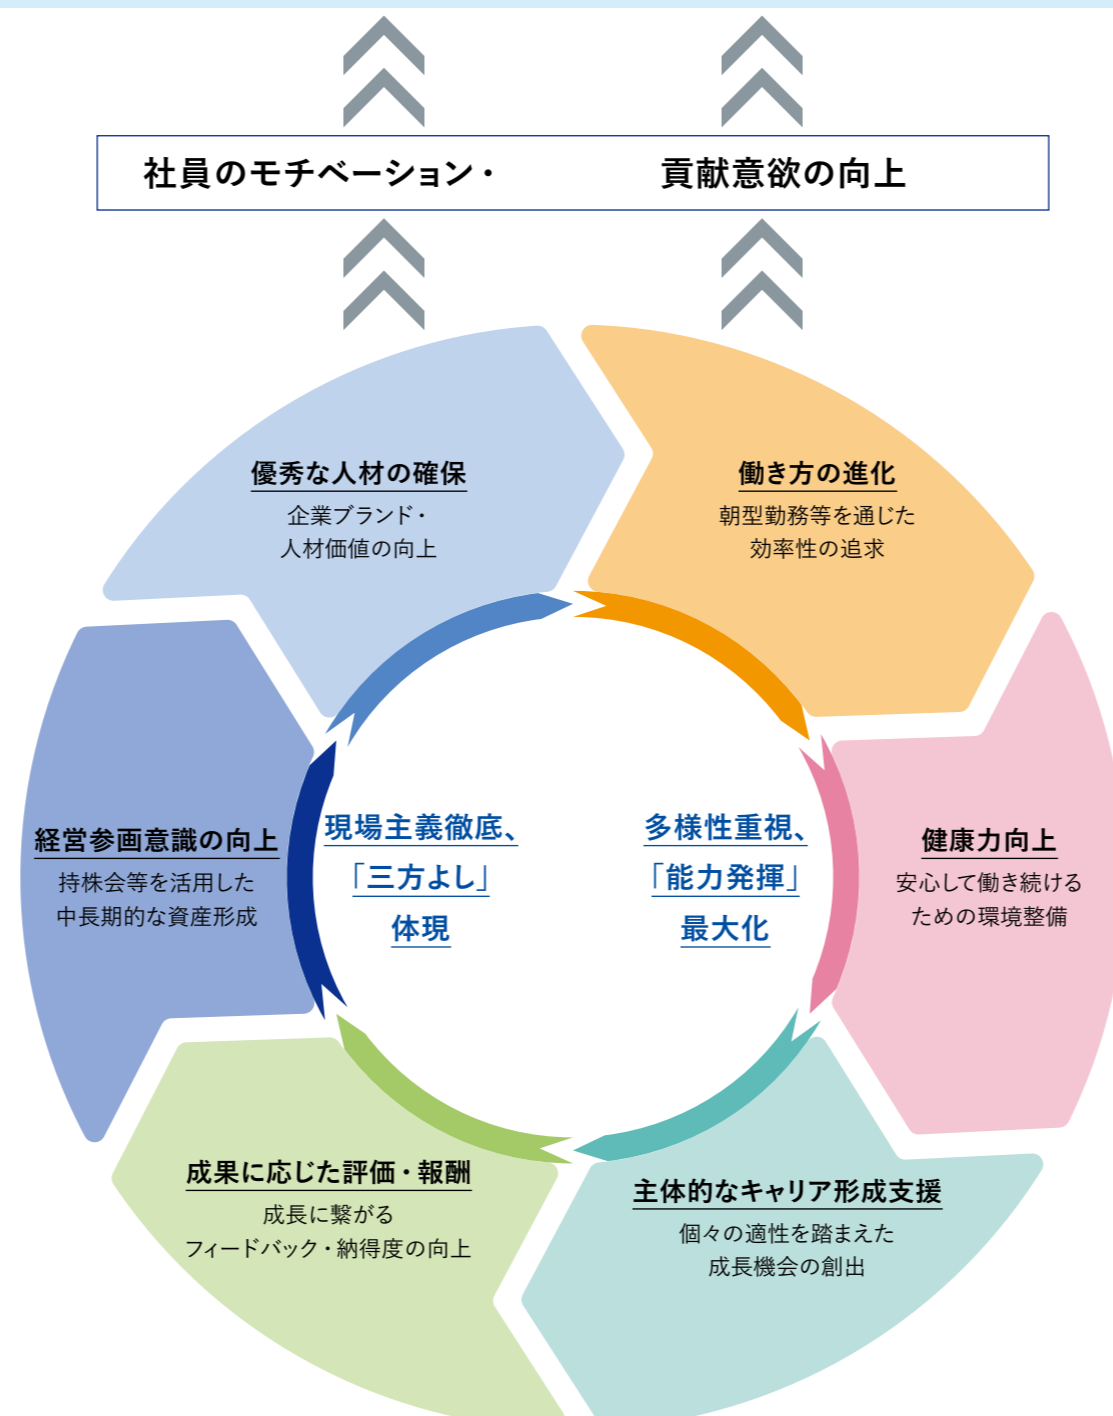 社員のモチベーション・ 貢献意欲の向上
優秀な人材の確保
企業ブランド・
人材価値の向上
働き方の進化
朝型勤務等を通じた
効率性の追求
経営参画意識の向上
持株会等を活用した
中長期的な資産形成
現場主義徹底、
「三方よし」
体現
多様性重視、
「能力発揮」
最大化
健康力向上
安心して働き続ける
ための環境整備
成果に応じた評価・報酬
成長に繋がる
フィードバック・納得度の向上
主体的なキャリア形成支援
個々の適性を踏まえた
成長機会の創出